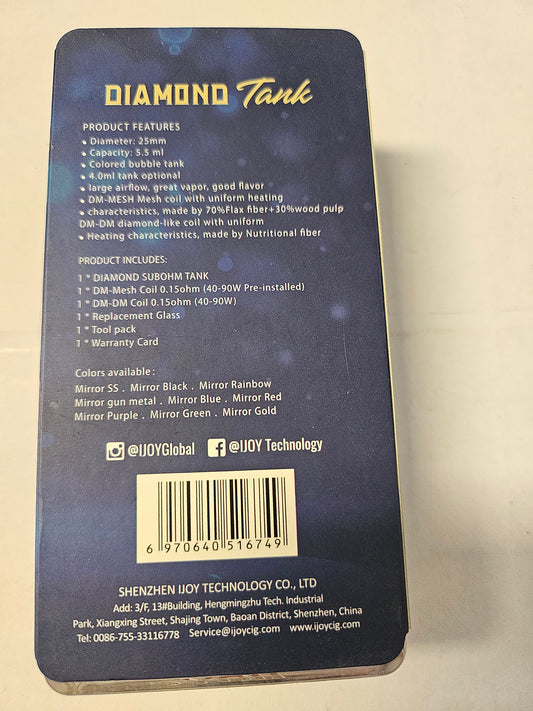 DIAMOND Tank
PRODUCT FEATURES
• Diameter: 25mm
• Capacity: 5.5 ml
• Colored bubble tank
• 4.0ml tank optional
• large airflow, great vapor, good flavor
• DM-MESH Mesh coil with uniform heating
• characteristics, made by 70%Flax fiber+30%wood pulp
DM-DM diamond-like coil with uniform
• Heating characteristics, made by Nutritional fiber
PRODUCT INCLUDES:
1 * DIAMOND SUBOHM TANK
1 * DM-Mesh Coil 0.15ohm (40-90W Pre-installed)
1 * DM-DM Coil 0.15ohm (40-90W)
1 * Replacement Glass
1 * Tool pack
1 * Warranty Card
Colors available :
Mirror SS . Mirror Black . Mirror Rainbow
Mirror gun metal . Mirror Blue . Mirror Red
Mirror Purple . Mirror Green . Mirror Gold
@IJOYGlobal f @IJOY Technology
6 970640 516749
SHENZHEN IJOY TECHNOLOGY CO., LTD
Add: 3/F, 13#Building, Hengmingzhu Tech. Industrial
Park, Xiangxing Street, Shajing Town, Baoan District, Shenzhen, China
Tel: 0086-755-33116778 Service@ijoycig.com www.ijoycig.com